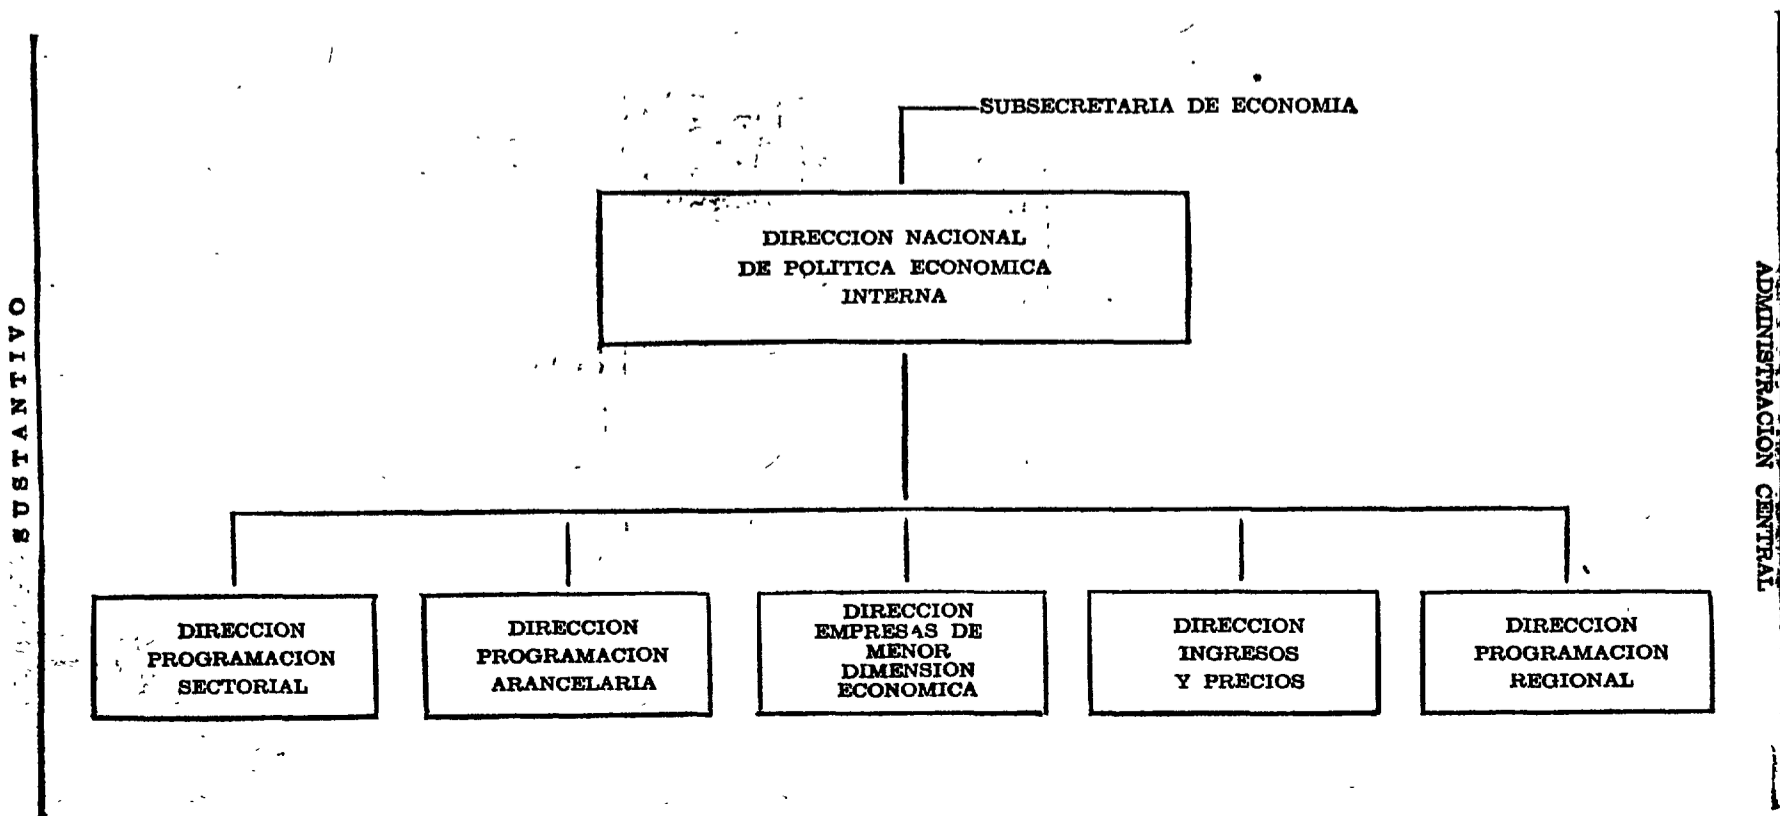 SUBSECRETARIA DE ECONOMIA
DIRECCION NACIONAL
DE POLITICA ECONOMICA
INTERNA
SUSTANTIVO
ADMINISTRACION CENTRAL
DIRECCION
PROGRAMACION
SECTORIAL
DIRECCION
PROGRAMACION
ARANCELARIA
DIRECCION
EMPRESAS DE
MENOR
DIMENSION
ECONOMICA
DIRECCION
INGRESOS
Y PRECIOS
DIRECCION
PROGRAMACION
REGIONAL